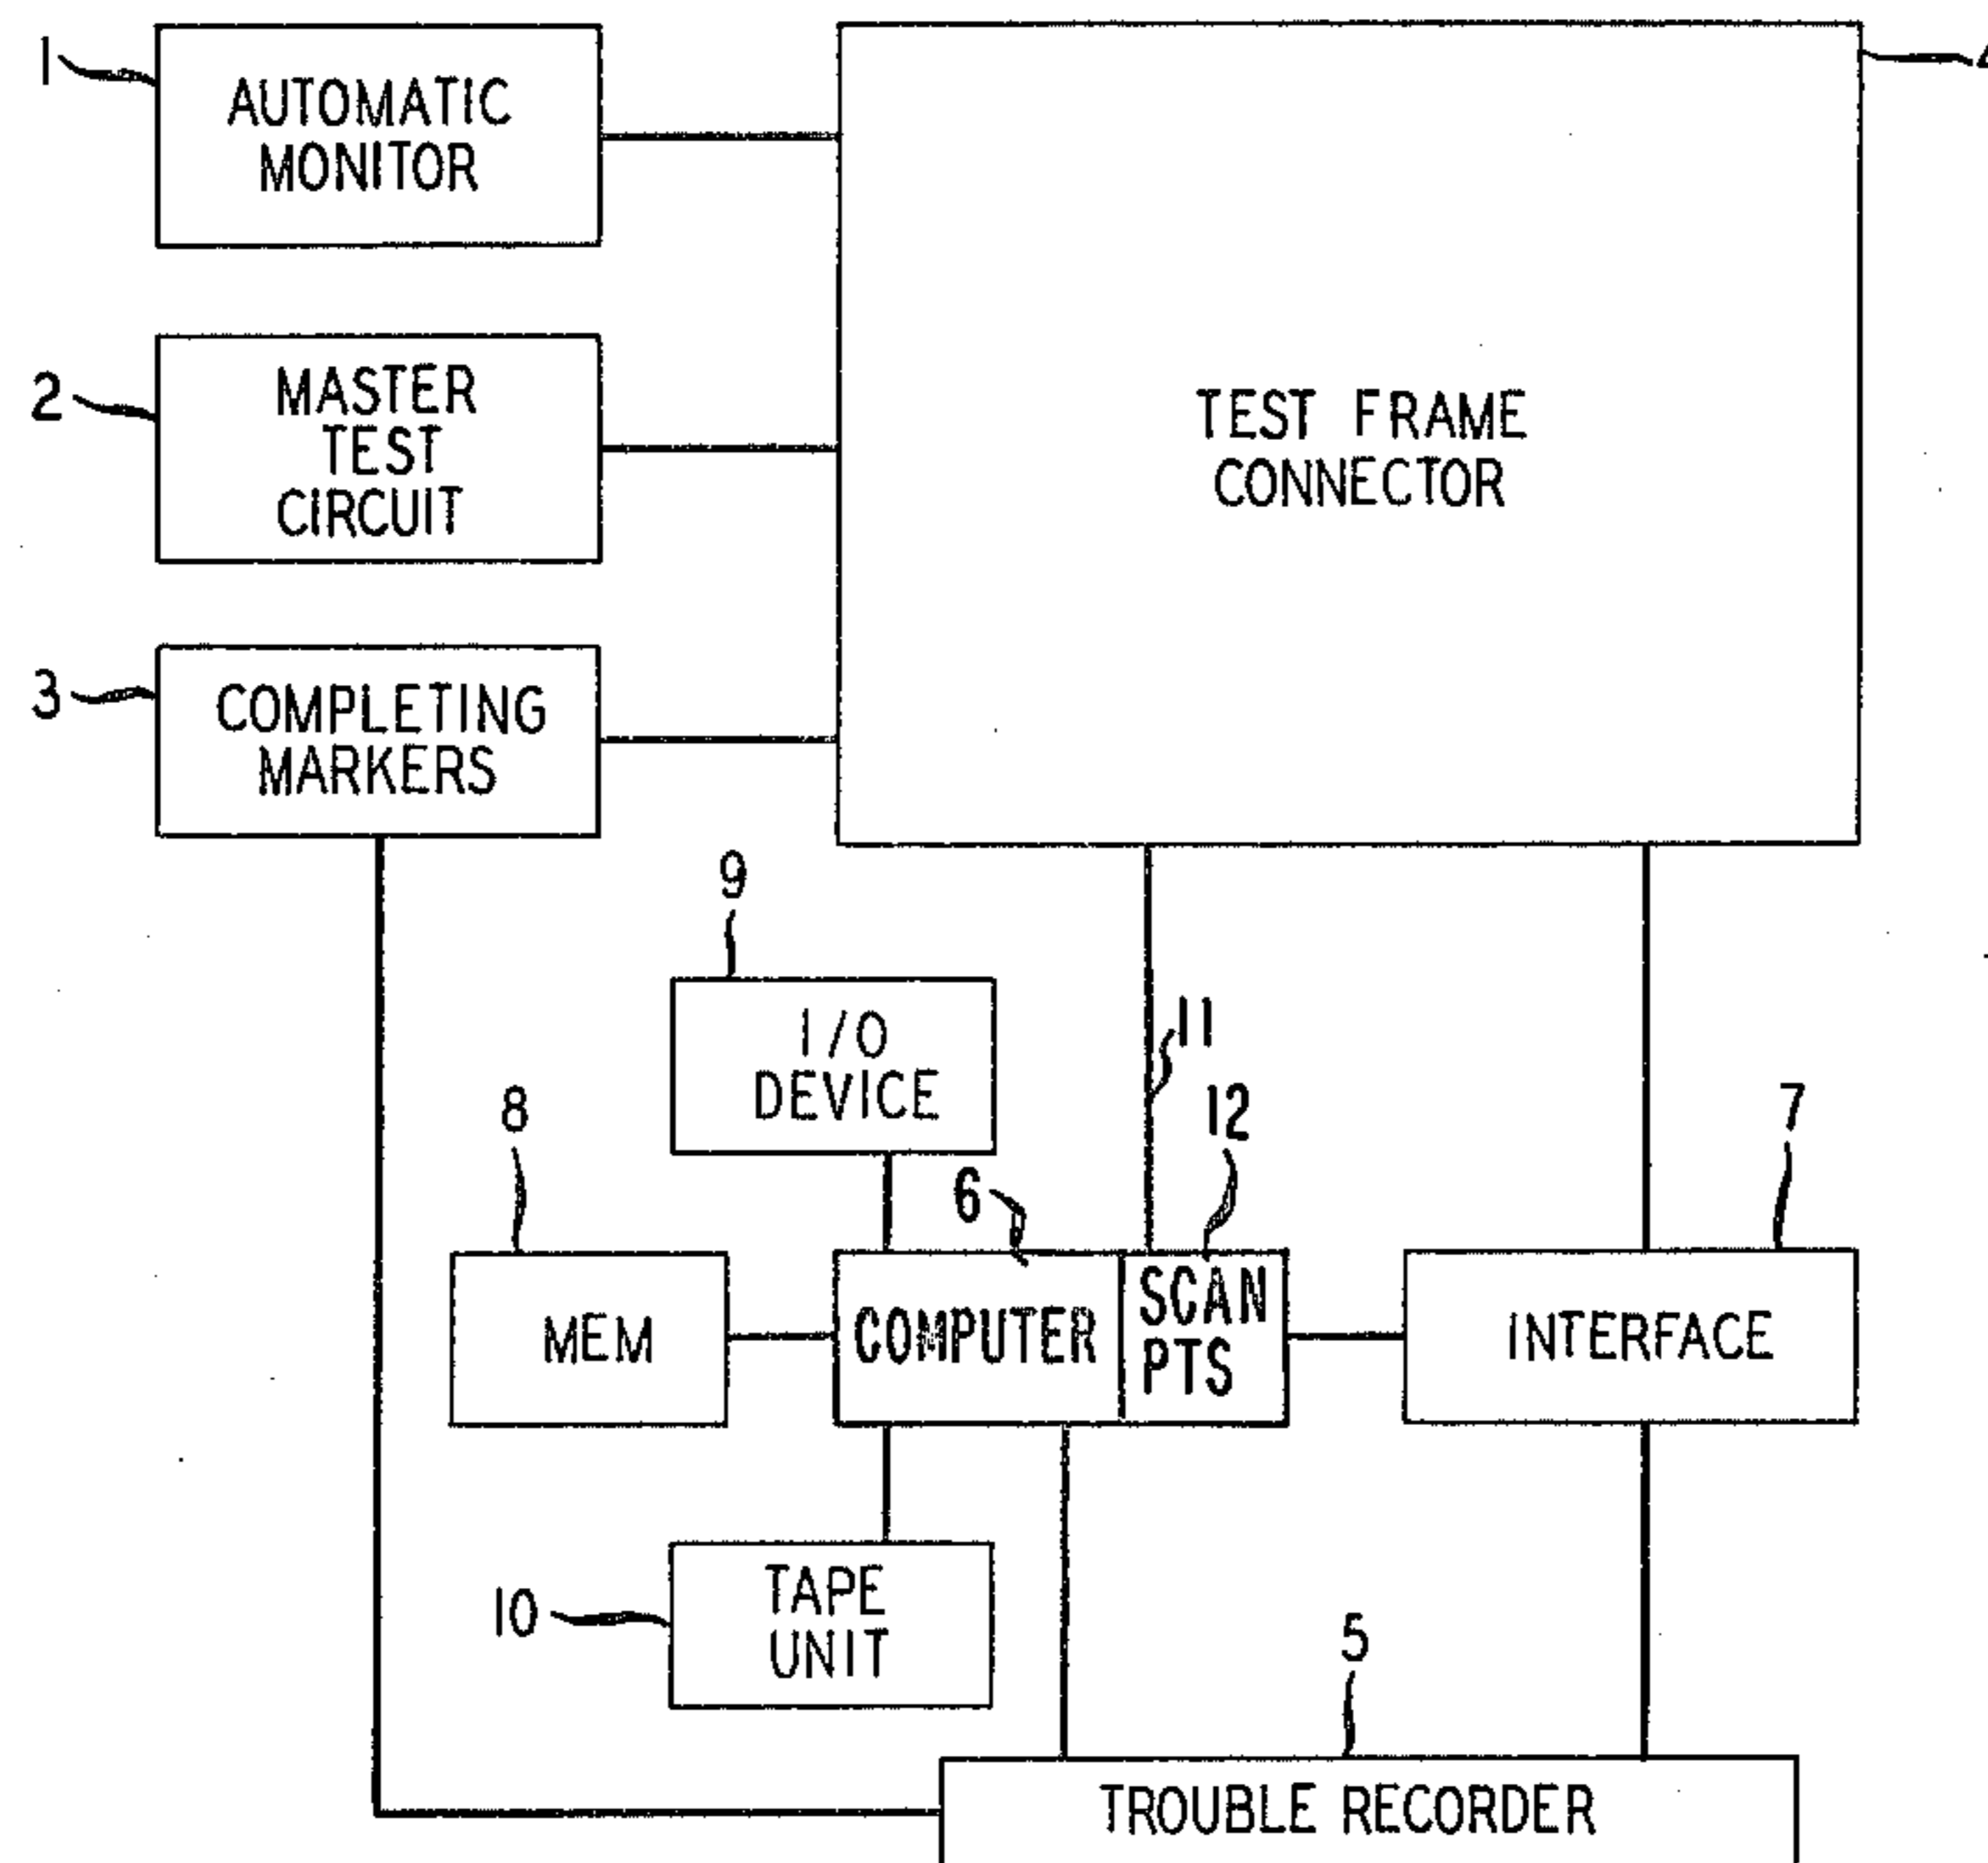 1
AUTOMATIC
MONITOR
4
2
MASTER
TEST
CIRCUIT
TEST FRAME
CONNECTOR
3
COMPLETING
MARKERS
9
I/O
DEVICE
11
8
6
12
7
MEM
COMPUTER
SCAN
PTS
INTERFACE
10
TAPE
UNIT
5
TROUBLE RECORDER